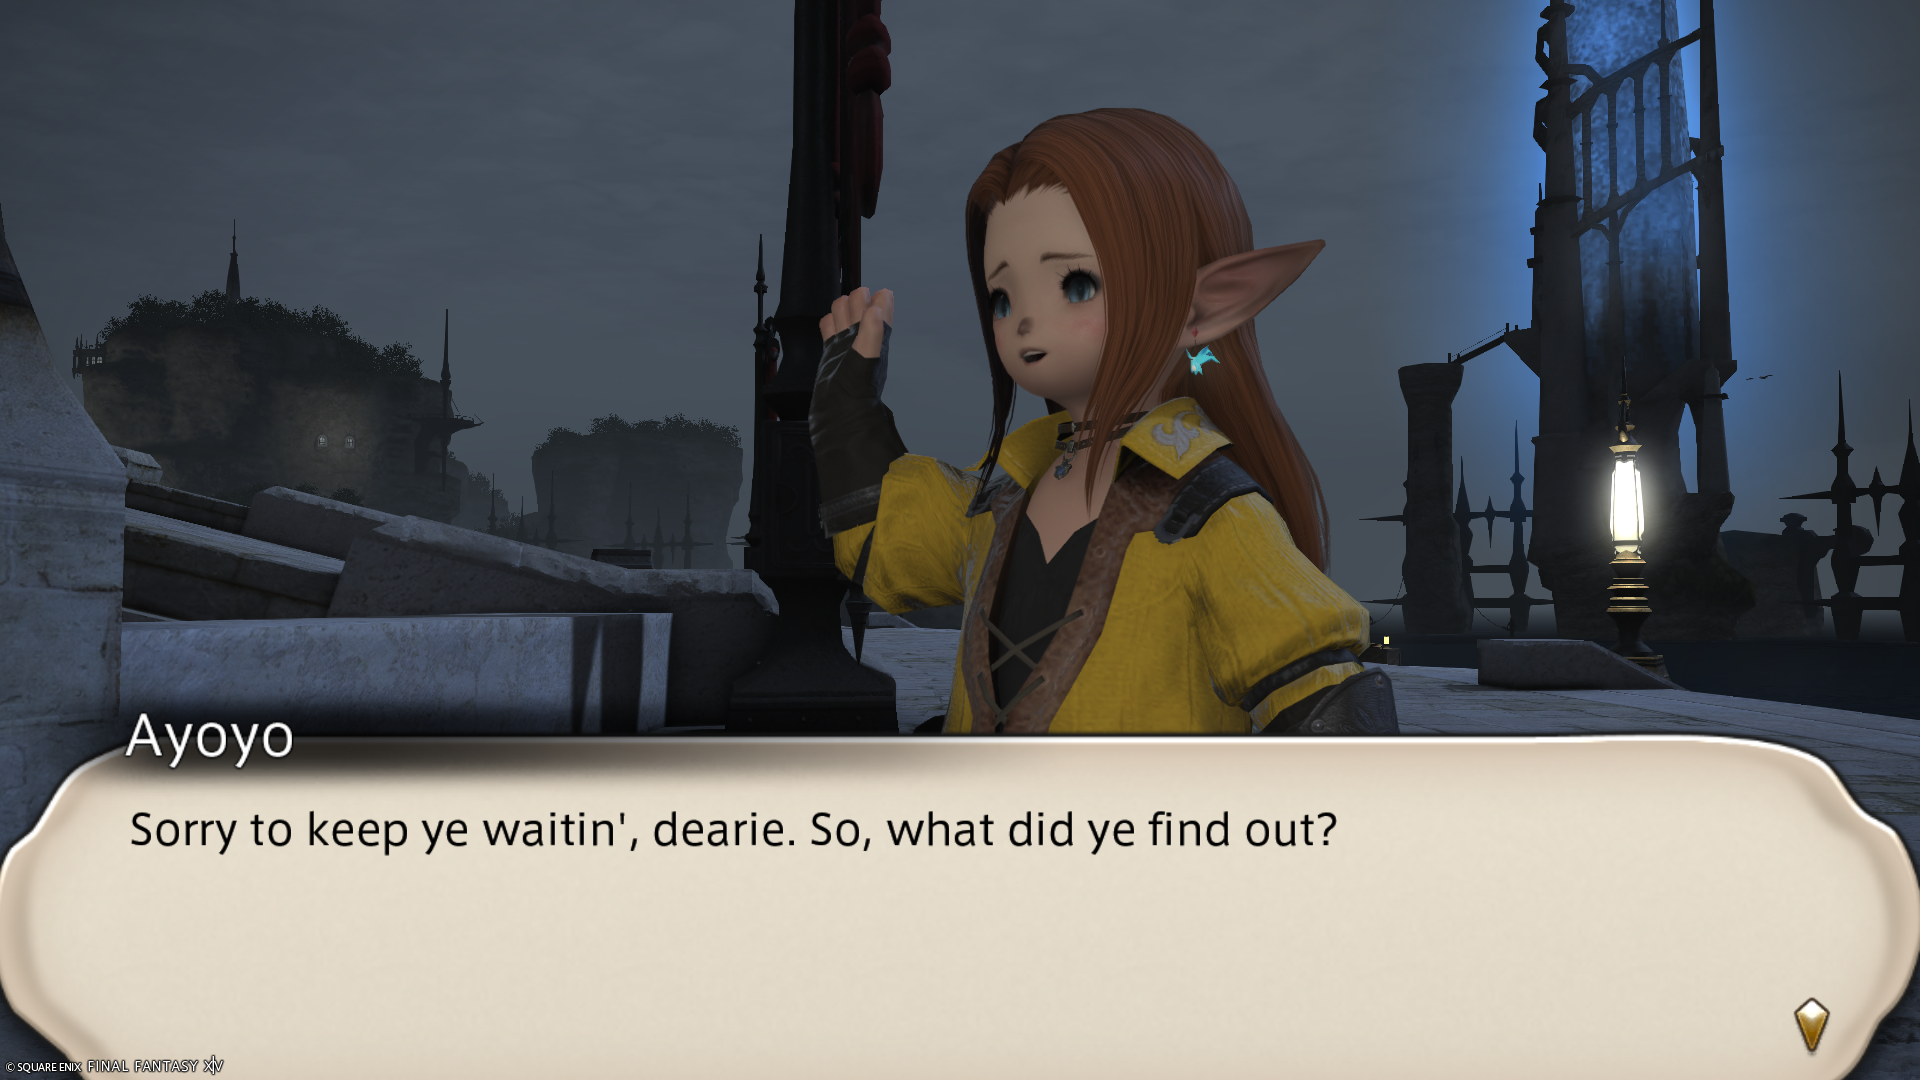 Ayoyo
Sorry to keep ye waitin', dearie. So, what did ye find out?
© SQUARE ENIX FINAL FANTASY XIV